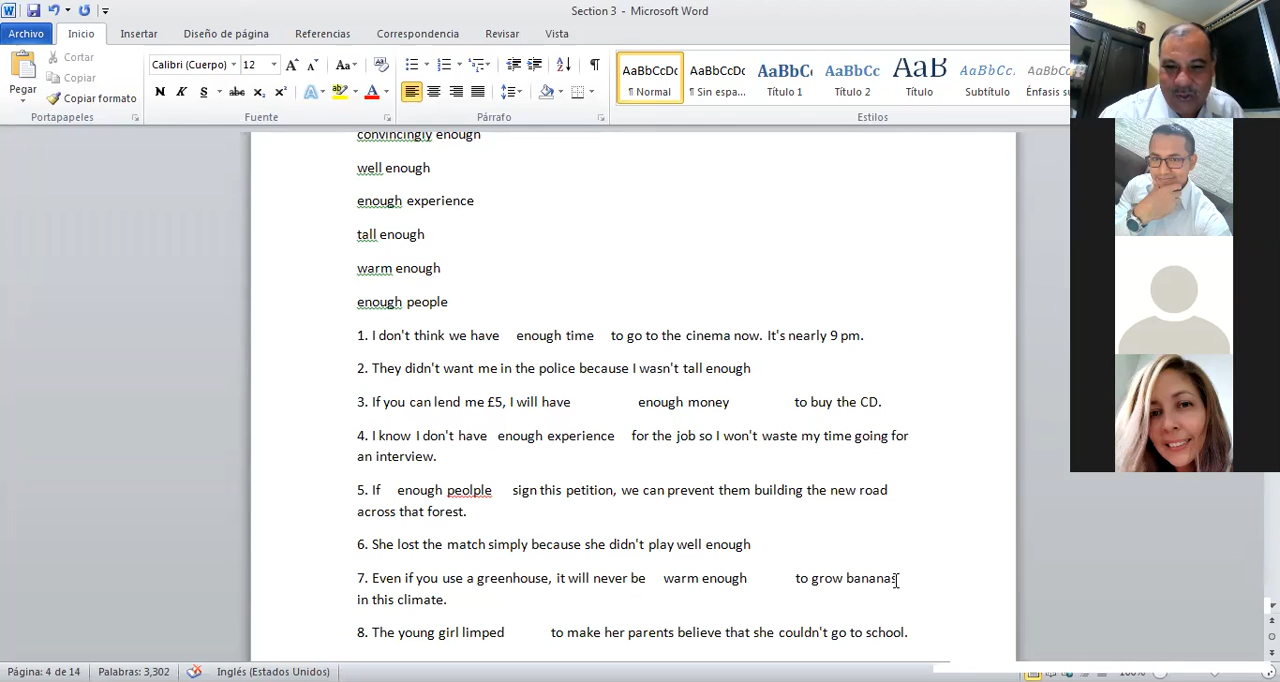 Section 3 - Microsoft Word
Archivo Inicio Insertar Diseño de página Referencias Correspondencia Revisar Vista
Pegar
Cortar
Copiar
Copiar formato
Portapapeles
Calibri (Cuerpo) 12
Fuente
Párrafo
AaBbCcDc AaBbCcDc AaBbC AaBbCc AaB AaBbCc. AaBbCcD
¶ Normal ¶ Sin espa... Título 1 Título 2 Título Subtítulo Énfasis su
Estilos
convincingly enough
well enough
enough experience
tall enough
warm enough
enough people
1. I don't think we have enough time to go to the cinema now. It's nearly 9 pm.
2. They didn't want me in the police because I wasn't tall enough
3. If you can lend me £5, I will have enough money to buy the CD.
4. I know I don't have enough experience for the job so I won't waste my time going for
an interview.
5. If enough peolple sign this petition, we can prevent them building the new road
across that forest.
6. She lost the match simply because she didn't play well enough
7. Even if you use a greenhouse, it will never be warm enough to grow bananas
in this climate.
8. The young girl limped to make her parents believe that she couldn't go to school.
Página: 4 de 14 Palabras: 3,302 Inglés (Estados Unidos)